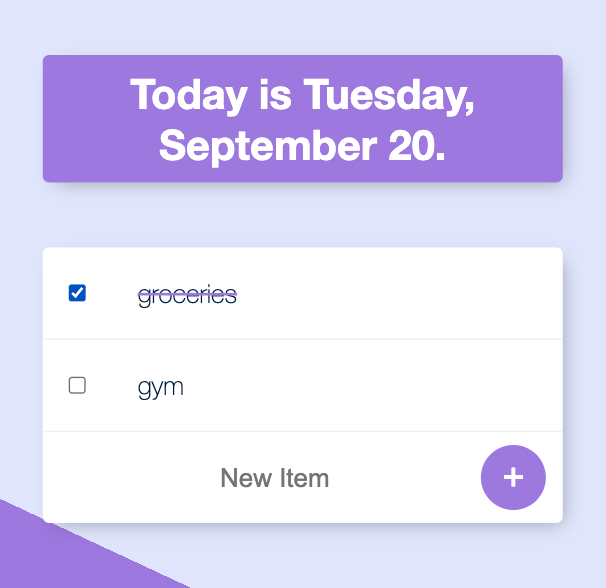 Today is Tuesday,
September 20.
groceries
gym
New Item
+